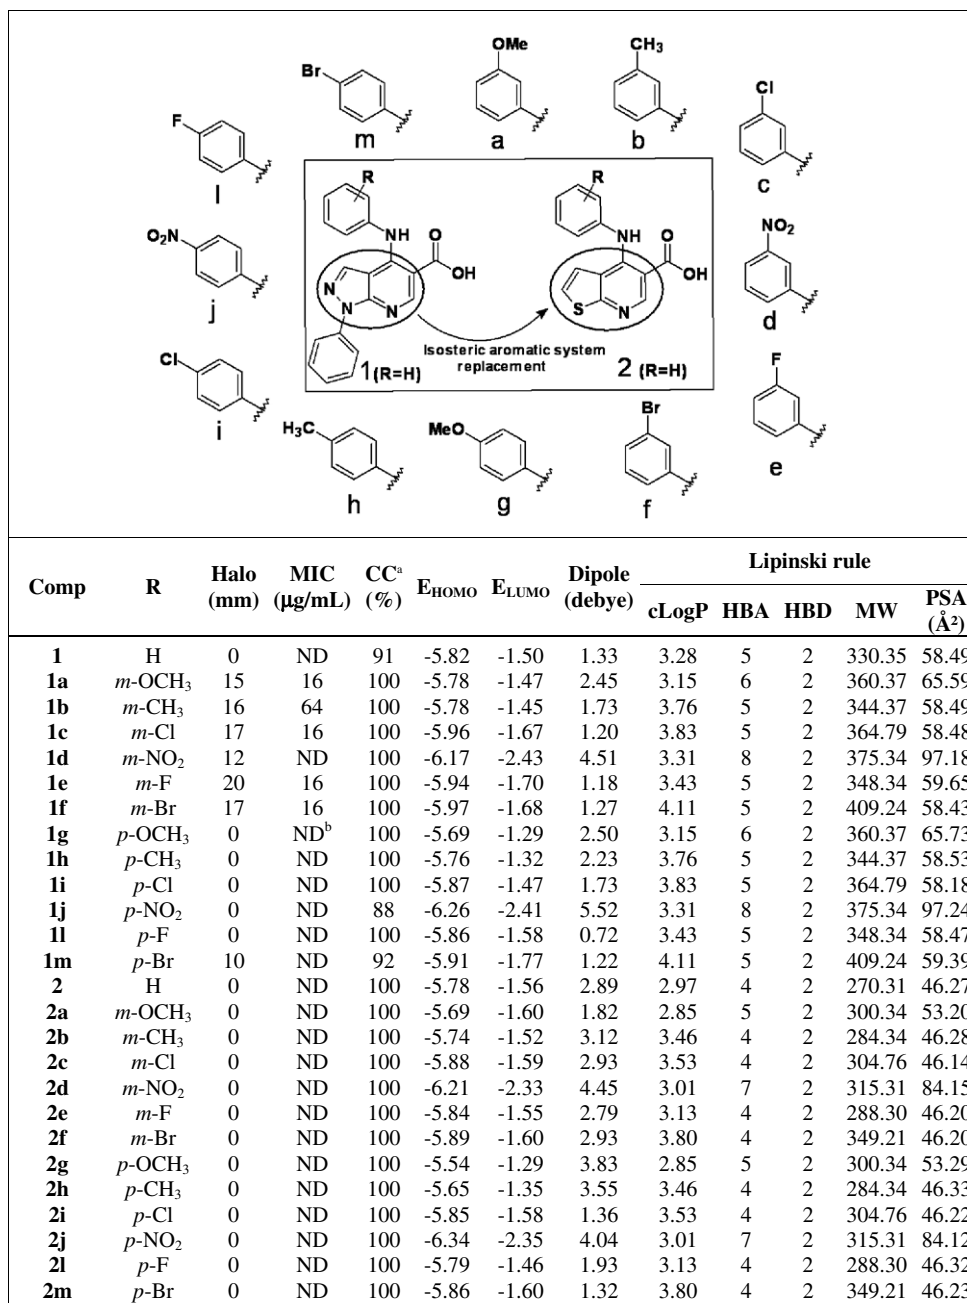 OMe
CH₃
Br
Cl
F
m
a
b
l
c
R
R
O₂N
NH
O
OH
NH
O
OH
NO₂
N
N
N
S
N
j
d
Isosteric aromatic system
replacement
1 (R=H)
2 (R=H)
Cl
F
i
H₃C
MeO
Br
e
h
g
f
Comp R Halo (mm) MIC (µg/mL) CCᵃ (%) E_HOMO E_LUMO Dipole (debye) Lipinski rule
cLogP HBA HBD MW PSA (Å²)
1 H 0 ND 91 -5.82 -1.50 1.33 3.28 5 2 330.35 58.49
1a m-OCH₃ 15 16 100 -5.78 -1.47 2.45 3.15 6 2 360.37 65.59
1b m-CH₃ 16 64 100 -5.78 -1.45 1.73 3.76 5 2 344.37 58.49
1c m-Cl 17 16 100 -5.96 -1.67 1.20 3.83 5 2 364.79 58.48
1d m-NO₂ 12 ND 100 -6.17 -2.43 4.51 3.31 8 2 375.34 97.18
1e m-F 20 16 100 -5.94 -1.70 1.18 3.43 5 2 348.34 59.65
1f m-Br 17 16 100 -5.97 -1.68 1.27 4.11 5 2 409.24 58.43
1g p-OCH₃ 0 NDᵇ 100 -5.69 -1.29 2.50 3.15 6 2 360.37 65.73
1h p-CH₃ 0 ND 100 -5.76 -1.32 2.23 3.76 5 2 344.37 58.53
1i p-Cl 0 ND 100 -5.87 -1.47 1.73 3.83 5 2 364.79 58.18
1j p-NO₂ 0 ND 88 -6.26 -2.41 5.52 3.31 8 2 375.34 97.24
1l p-F 0 ND 100 -5.86 -1.58 0.72 3.43 5 2 348.34 58.47
1m p-Br 10 ND 92 -5.91 -1.77 1.22 4.11 5 2 409.24 59.39
2 H 0 ND 100 -5.78 -1.56 2.89 2.97 4 2 270.31 46.27
2a m-OCH₃ 0 ND 100 -5.69 -1.60 1.82 2.85 5 2 300.34 53.20
2b m-CH₃ 0 ND 100 -5.74 -1.52 3.12 3.46 4 2 284.34 46.28
2c m-Cl 0 ND 100 -5.88 -1.59 2.93 3.53 4 2 304.76 46.14
2d m-NO₂ 0 ND 100 -6.21 -2.33 4.45 3.01 7 2 315.31 84.15
2e m-F 0 ND 100 -5.84 -1.55 2.79 3.13 4 2 288.30 46.20
2f m-Br 0 ND 100 -5.89 -1.60 2.93 3.80 4 2 349.21 46.20
2g p-OCH₃ 0 ND 100 -5.54 -1.29 3.83 2.85 5 2 300.34 53.29
2h p-CH₃ 0 ND 100 -5.65 -1.35 3.55 3.46 4 2 284.34 46.33
2i p-Cl 0 ND 100 -5.85 -1.58 1.36 3.53 4 2 304.76 46.22
2j p-NO₂ 0 ND 100 -6.34 -2.35 4.04 3.01 7 2 315.31 84.12
2l p-F 0 ND 100 -5.79 -1.46 1.93 3.13 4 2 288.30 46.32
2m p-Br 0 ND 100 -5.86 -1.60 1.32 3.80 4 2 349.21 46.23